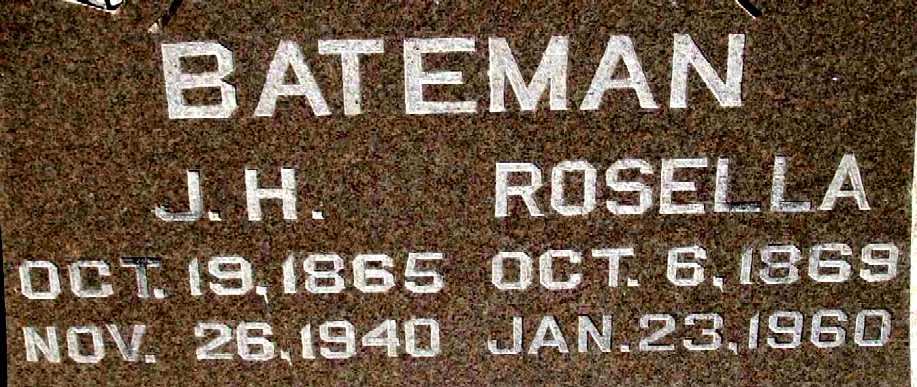 BATEMAN
J. H. ROSELLA
OCT. 19, 1865 OCT. 6, 1869
NOV. 26, 1940 JAN. 23, 1960